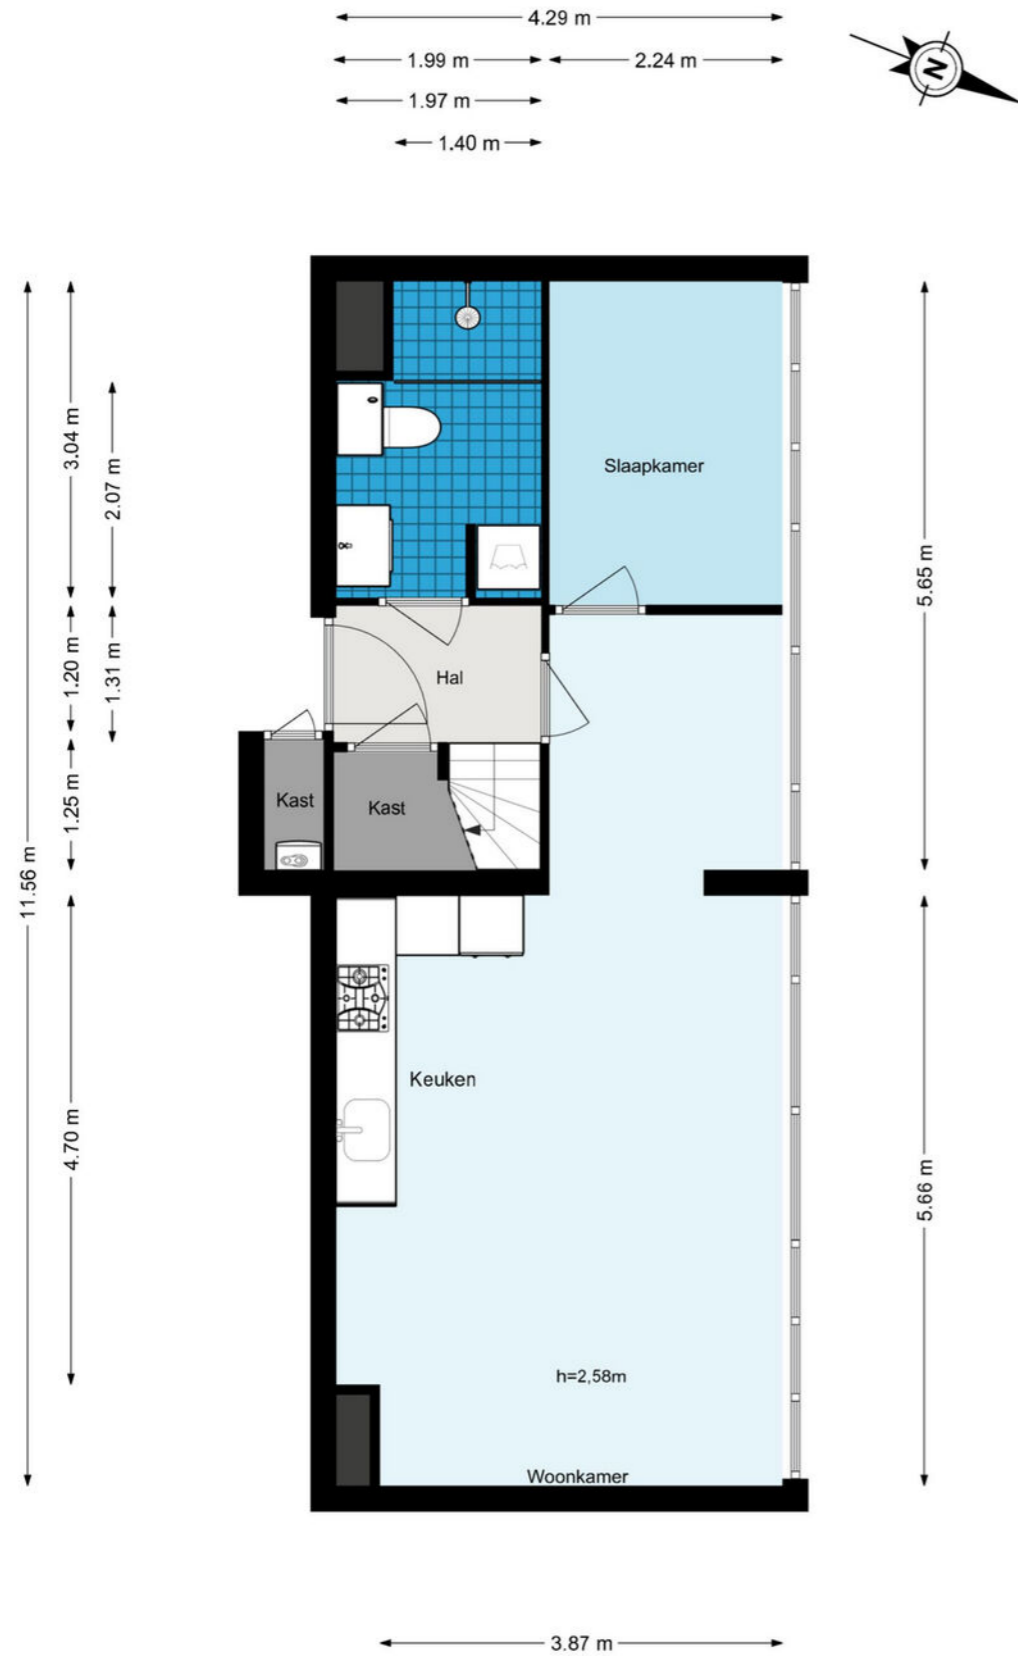 4.29 m
1.99 m
2.24 m
1.97 m
1.40 m
N
3.04 m
2.07 m
Slaapkamer
5.65 m
1.20 m
1.31 m
Hal
1.25 m
Kast
Kast
11.56 m
Keuken
4.70 m
5.66 m
h=2,58m
Woonkamer
3.87 m